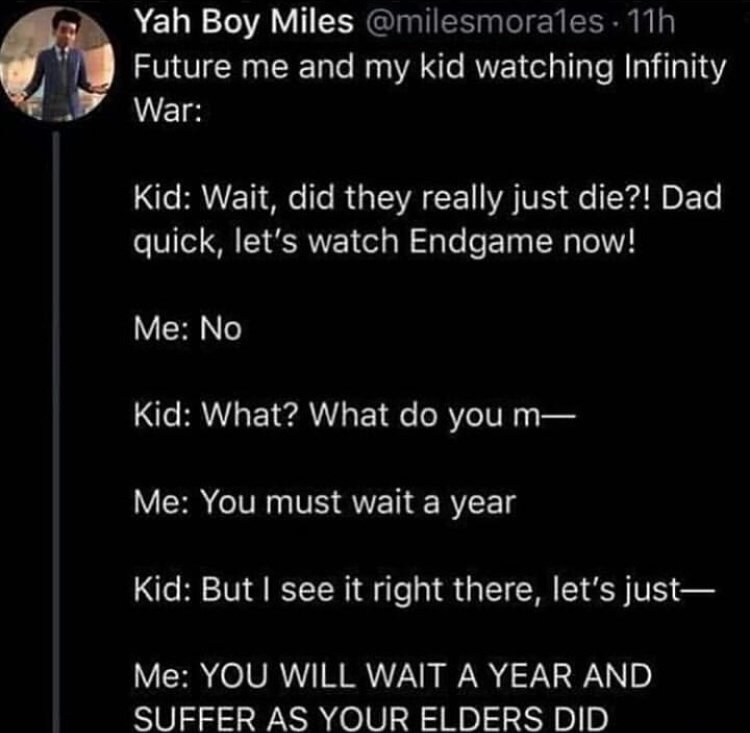 Yah Boy Miles @milesmora1es · 11h
Future me and my kid watching Infinity
War:
Kid: Wait, did they really just die?! Dad
quick, let's watch Endgame now!
Me: No
Kid: What? What do you m—
Me: You must wait a year
Kid: But I see it right there, let's just—
Me: YOU WILL WAIT A YEAR AND
SUFFER AS YOUR ELDERS DID